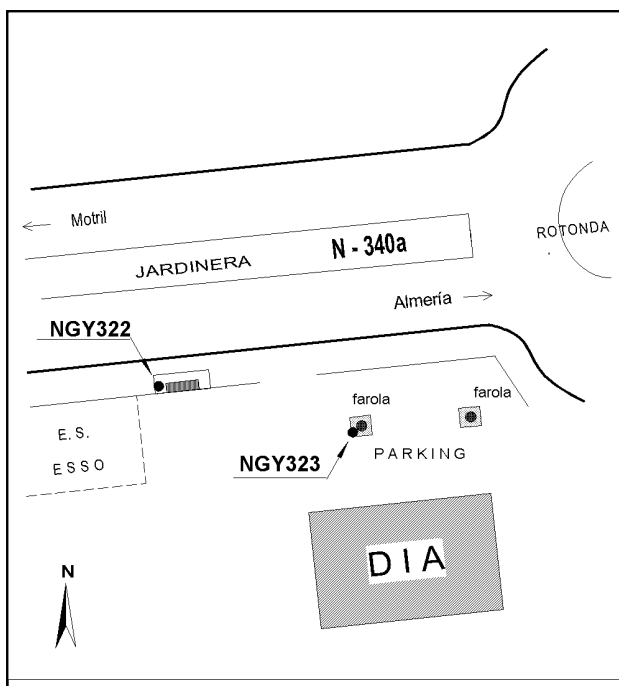 Motril
N - 340a
ROTONDA
JARDINERA
Almería
NGY322
farola
farola
E. S.
ESSO
NGY323
PARKING
DIA
N